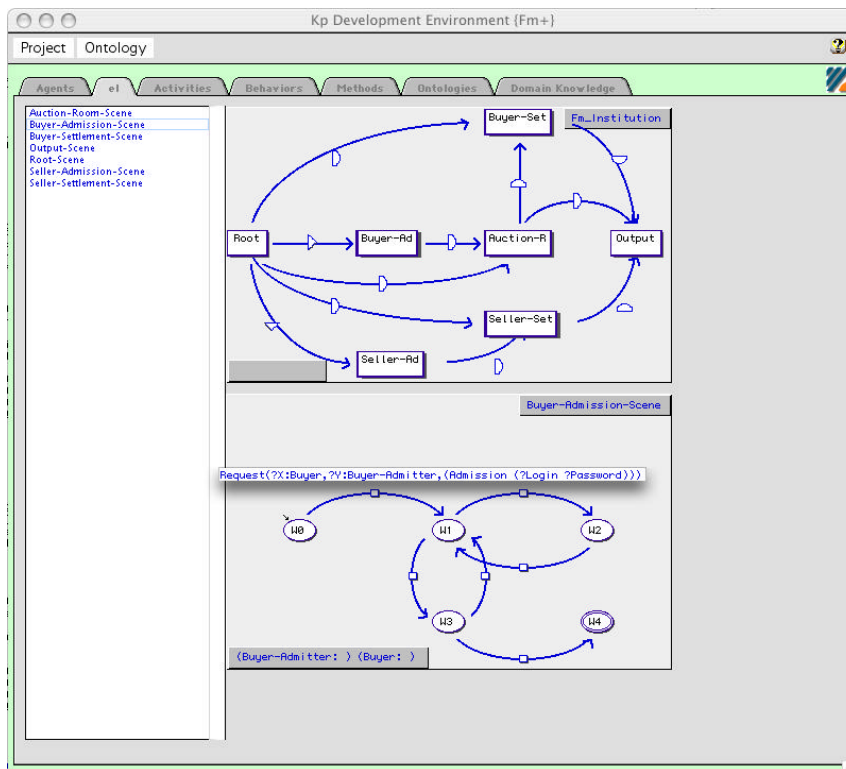 Kp Development Environment {Fm+}
Project Ontology
Agents eI Activities Behaviors Methods Ontologies Domain Knowledge
Auction-Room-Scene
Buyer-Admission-Scene
Buyer-Settlement-Scene
Output-Scene
Root-Scene
Seller-Admission-Scene
Seller-Settlement-Scene
Buyer-Set
Fm_Institution
Root
Buyer-Ad
Auction-R
Output
Seller-Set
Seller-Ad
Buyer-Admission-Scene
Request(?X:Buyer,?Y:Buyer-Admitter,(Admission (?Login ?Password)))
W0
W1
W2
W3
W4
(Buyer-Admitter: ) (Buyer: )